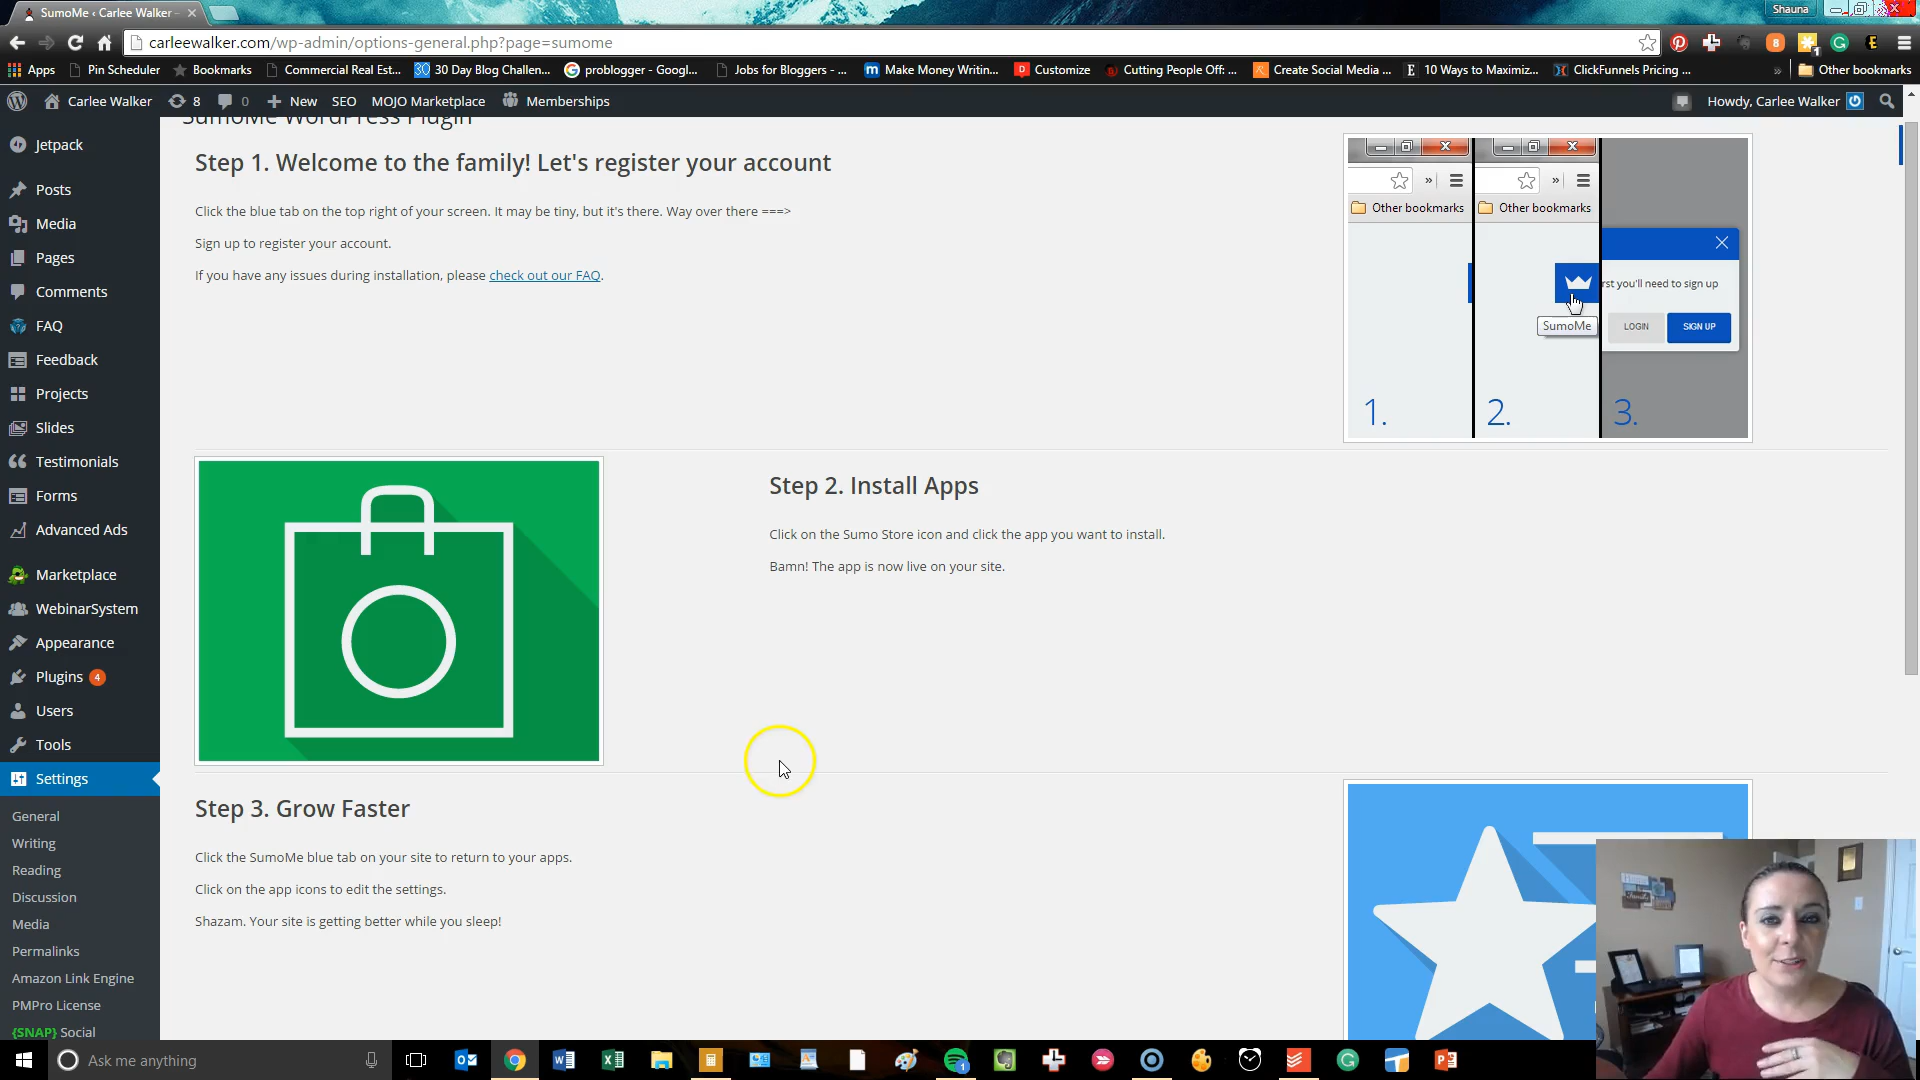 SumoMe ‹ Carlee Walker –
Shauna
carleewalker.com/wp-admin/options-general.php?page=sumome
Apps
Pin Scheduler
Bookmarks
Commercial Real Est...
30 Day Blog Challen...
problogger - Googl...
Jobs for Bloggers - ...
Make Money Writin...
Customize
Cutting People Off: ...
Create Social Media ...
10 Ways to Maximiz...
ClickFunnels Pricing ...
» Other bookmarks
Carlee Walker
8
0
New
SEO
MOJO Marketplace
Memberships
Howdy, Carlee Walker
SumoMe WordPress Plugin
Jetpack
Posts
Media
Pages
Comments
FAQ
Feedback
Projects
Slides
Testimonials
Forms
Advanced Ads
Marketplace
WebinarSystem
Appearance
Plugins 4
Users
Tools
Settings
General
Writing
Reading
Discussion
Media
Permalinks
Amazon Link Engine
PMPro License
{SNAP} Social
Step 1. Welcome to the family! Let's register your account
Click the blue tab on the top right of your screen. It may be tiny, but it's there. Way over there ===>
Sign up to register your account.
If you have any issues during installation, please check out our FAQ.
» Other bookmarks
1.
» Other bookmarks
SumoMe
2.
rst you'll need to sign up
LOGIN
SIGN UP
3.
Step 2. Install Apps
Click on the Sumo Store icon and click the app you want to install.
Bamn! The app is now live on your site.
Step 3. Grow Faster
Click the SumoMe blue tab on your site to return to your apps.
Click on the app icons to edit the settings.
Shazam. Your site is getting better while you sleep!
Ask me anything